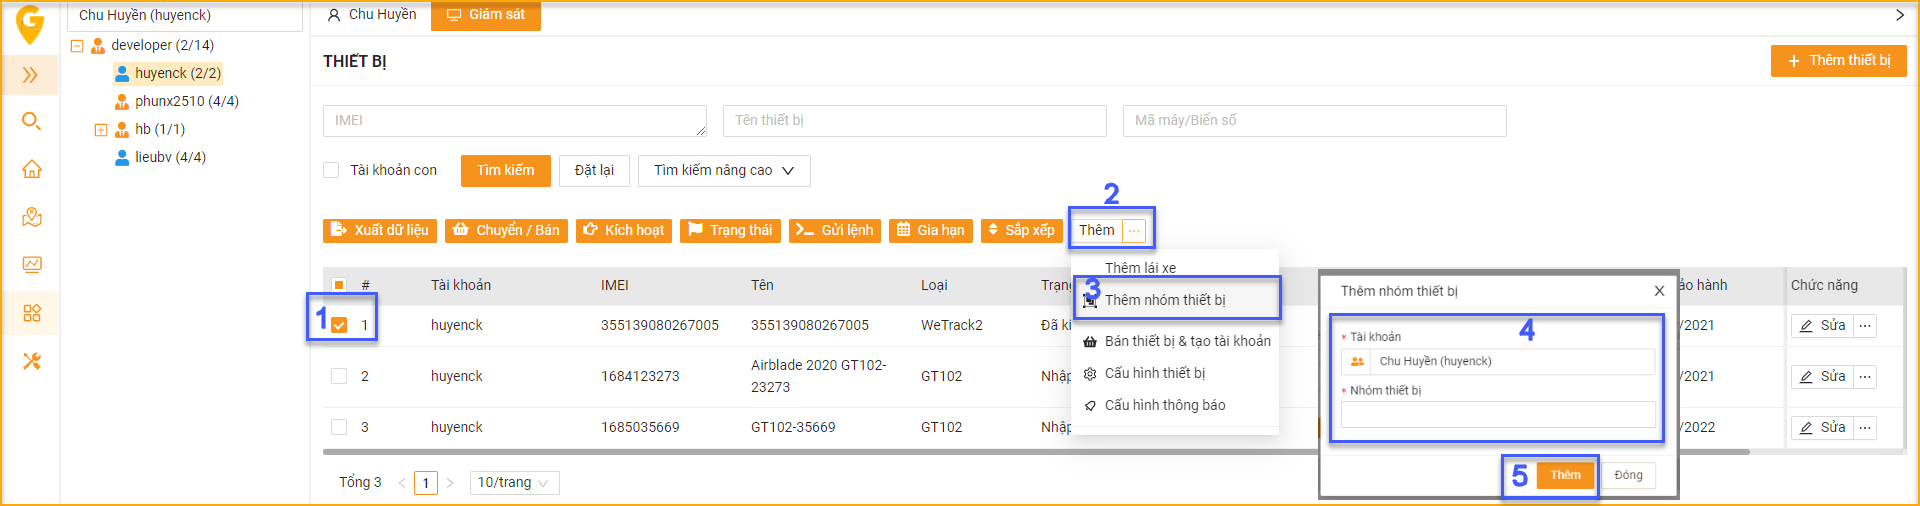 Chu Huyền (huyenck)
developer (2/14)
huyenck (2/2)
phunx2510 (4/4)
hb (1/1)
lieubv (4/4)
Chu Huyền
Giám sát
THIẾT BỊ
+ Thêm thiết bị
IMEI
Tên thiết bị
Mã máy/Biển số
Tài khoản con
Tìm kiếm
Đặt lại
Tìm kiếm nâng cao
2
Xuất dữ liệu
Chuyển / Bán
Kích hoạt
Trạng thái
Gửi lệnh
Gia hạn
Sắp xếp
Thêm ...
Thêm lái xe
3 Thêm nhóm thiết bị
Bán thiết bị & tạo tài khoản
Cấu hình thiết bị
Cấu hình thông báo
# Tài khoản IMEI Tên Loại Trạng ảo hành Chức năng
1
1 huyenck 355139080267005 355139080267005 WeTrack2 Đã ki /2021 Sửa ...
2 huyenck 1684123273 Airblade 2020 GT102-
23273 GT102 Nhập /2021 Sửa ...
3 huyenck 1685035669 GT102-35669 GT102 Nhập /2022 Sửa ...
Tổng 3 < 1 > 10/trang
Thêm nhóm thiết bị X
4
* Tài khoản
Chu Huyền (huyenck)
* Nhóm thiết bị
5 Thêm
Đóng